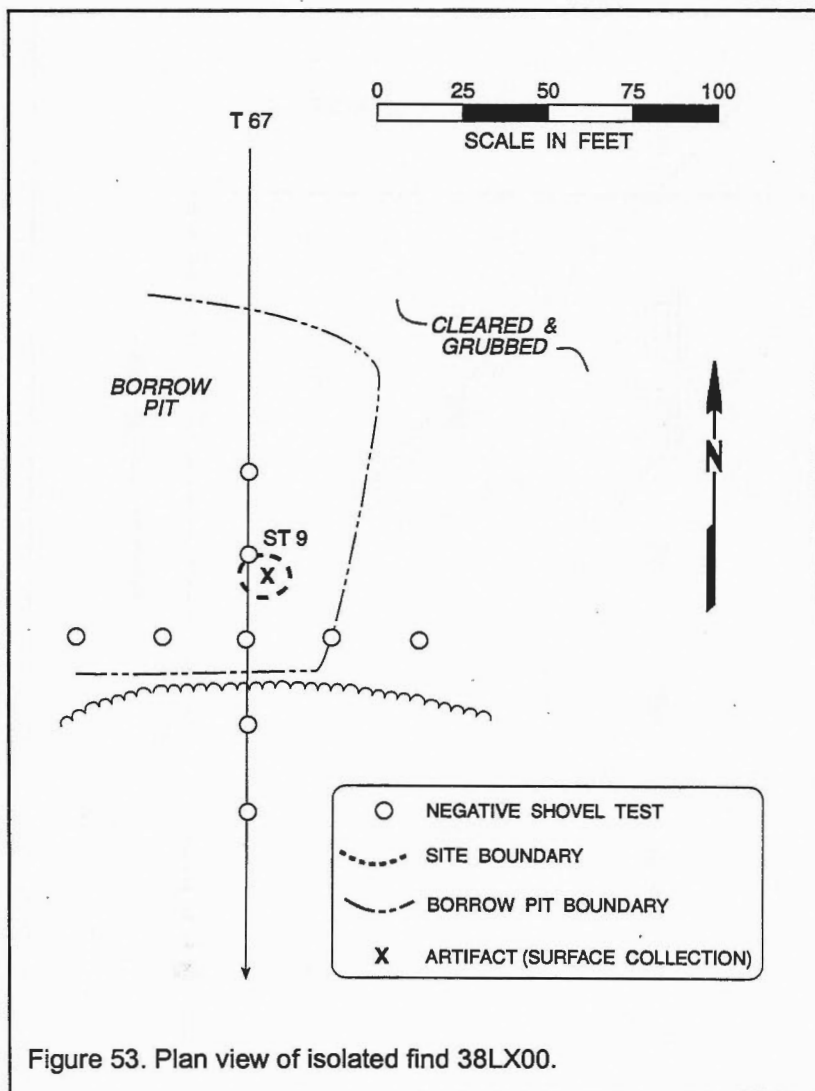 0 25 50 75 100
SCALE IN FEET
T 67
CLEARED &
GRUBBED
BORROW
PIT
N
ST 9
X
NEGATIVE SHOVEL TEST
SITE BOUNDARY
BORROW PIT BOUNDARY
X ARTIFACT (SURFACE COLLECTION)
Figure 53. Plan view of isolated find 38LX00.